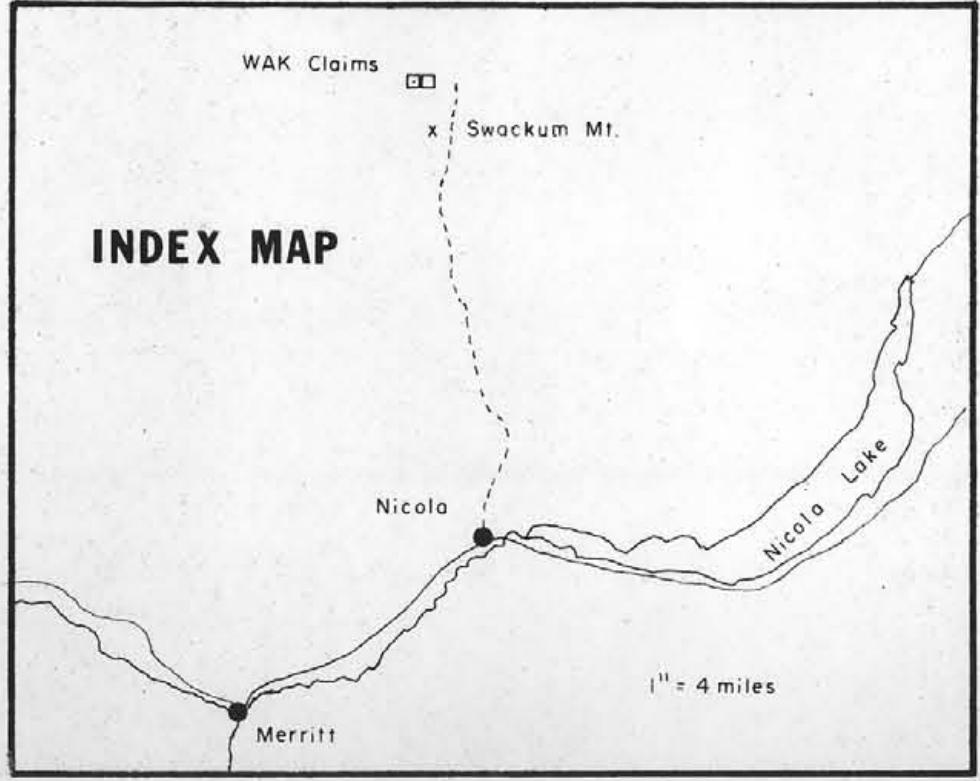 WAK Claims
x Swackum Mt.
INDEX MAP
Nicola
Nicola Lake
1" = 4 miles
Merritt